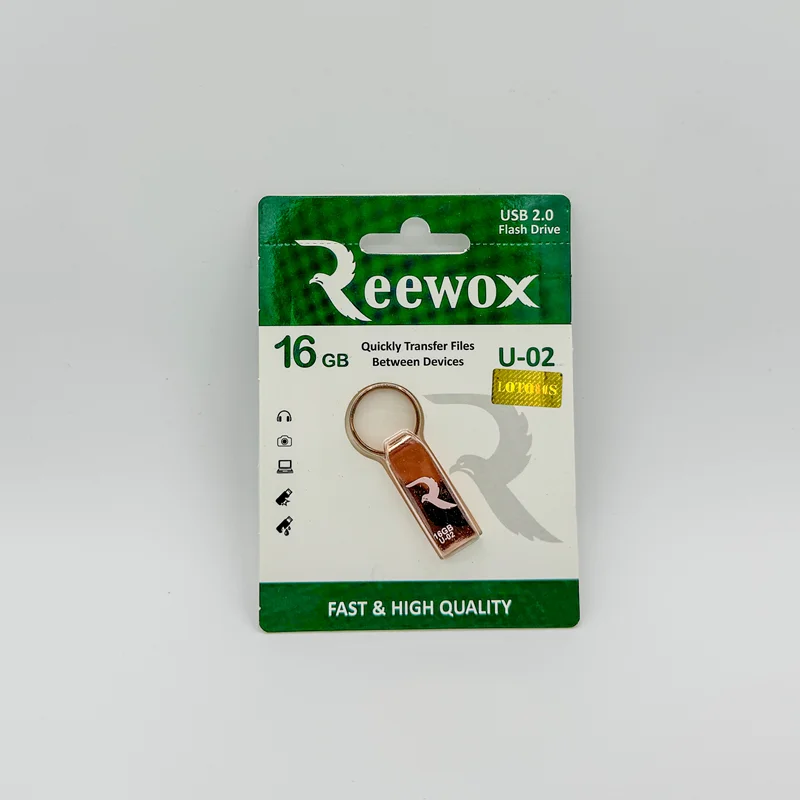 USB 2.0
Flash Drive
Reewox
16 GB
Quickly Transfer Files
Between Devices
U-02
16GB
U-02
FAST & HIGH QUALITY